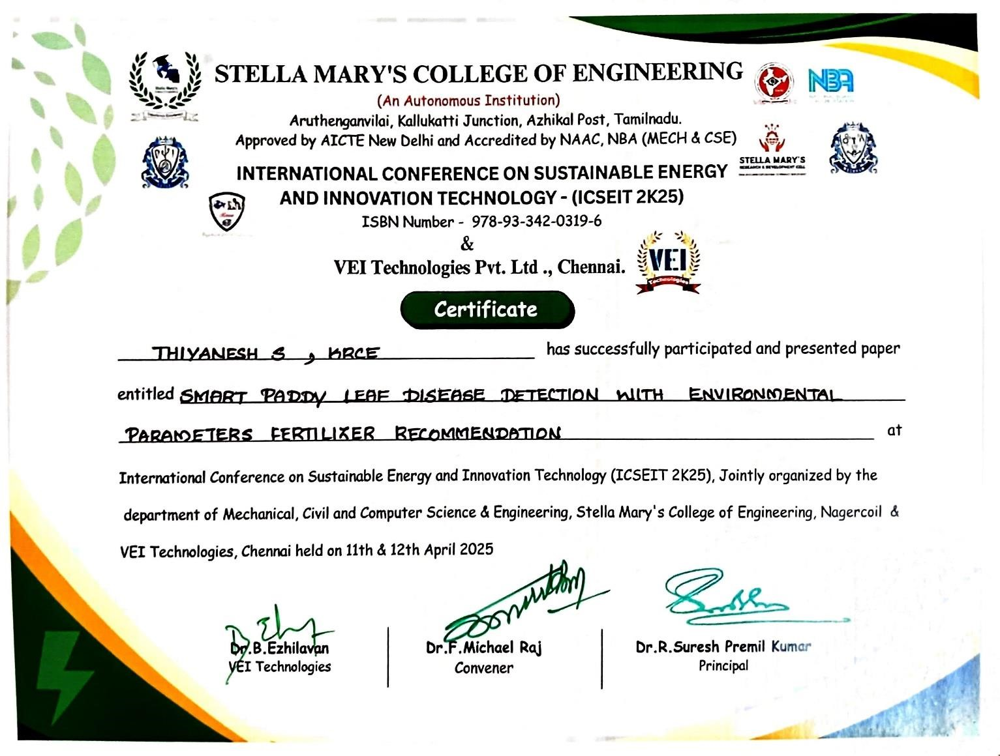 STELLA MARY'S COLLEGE OF ENGINEERING
(An Autonomous Institution)
Aruthenganvilai, Kallukatti Junction, Azhikal Post, Tamilnadu.
Approved by AICTE New Delhi and Accredited by NAAC, NBA (MECH & CSE)
NBA
STELLA MARY'S
RESEARCH & DEVELOPMENT CELL
INTERNATIONAL CONFERENCE ON SUSTAINABLE ENERGY
AND INNOVATION TECHNOLOGY - (ICSEIT 2K25)
ISBN Number - 978-93-342-0319-6
&
VEI Technologies Pvt. Ltd ., Chennai.
VEI
Technologies
Certificate
THIYANESH S , KRCE has successfully participated and presented paper
entitled SMART PADDY LEAF DISEASE DETECTION WITH ENVIRONMENTAL
PARAMETERS FERTILIZER RECOMMENDATION at
International Conference on Sustainable Energy and Innovation Technology (ICSEIT 2K25), Jointly organized by the
department of Mechanical, Civil and Computer Science & Engineering, Stella Mary's College of Engineering, Nagercoil &
VEI Technologies, Chennai held on 11th & 12th April 2025
Dr.B.Ezhilavan
VEI Technologies
Dr.F.Michael Raj
Convener
Dr.R.Suresh Premil Kumar
Principal